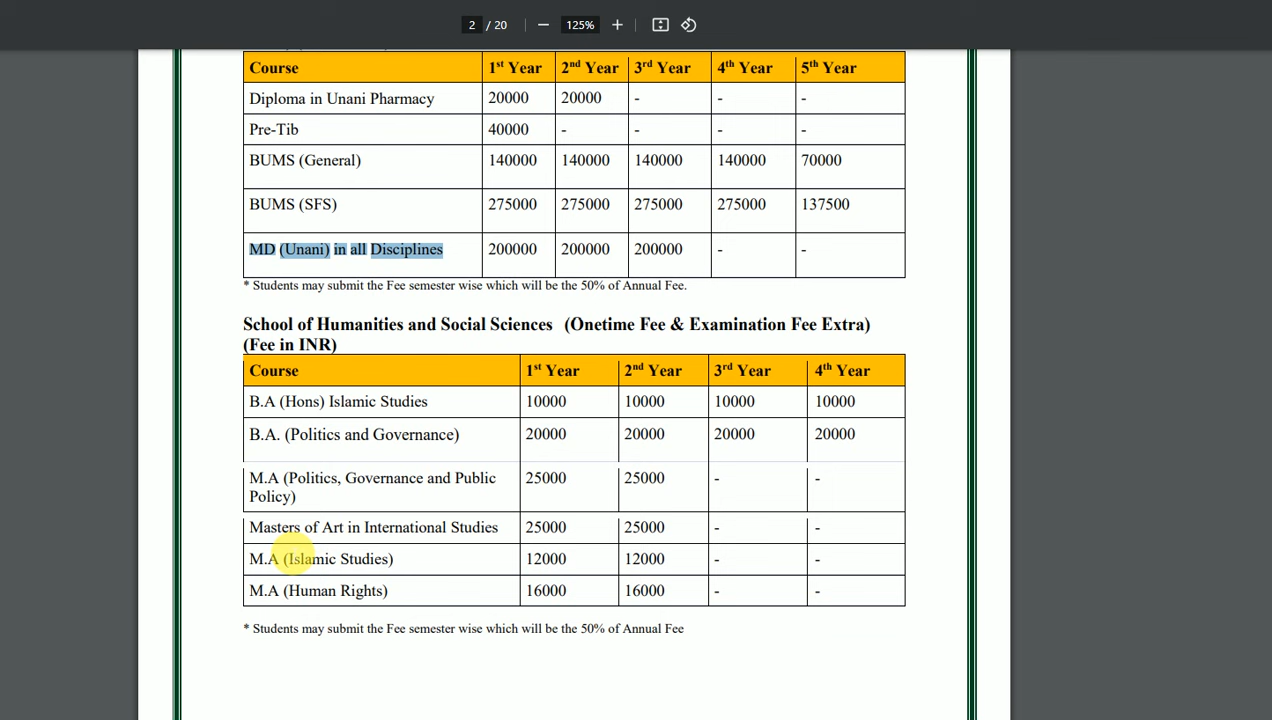 2 / 20 125%
Course 1st Year 2nd Year 3rd Year 4th Year 5th Year
Diploma in Unani Pharmacy 20000 20000 - - -
Pre-Tib 40000 - - - -
BUMS (General) 140000 140000 140000 140000 70000
BUMS (SFS) 275000 275000 275000 275000 137500
MD (Unani) in all Disciplines 200000 200000 200000 - -
* Students may submit the Fee semester wise which will be the 50% of Annual Fee.
School of Humanities and Social Sciences (Onetime Fee & Examination Fee Extra)
(Fee in INR)
Course 1st Year 2nd Year 3rd Year 4th Year
B.A (Hons) Islamic Studies 10000 10000 10000 10000
B.A. (Politics and Governance) 20000 20000 20000 20000
M.A (Politics, Governance and Public 25000 25000 - -
Policy)
Masters of Art in International Studies 25000 25000 - -
M.A (Islamic Studies) 12000 12000 - -
M.A (Human Rights) 16000 16000 - -
* Students may submit the Fee semester wise which will be the 50% of Annual Fee